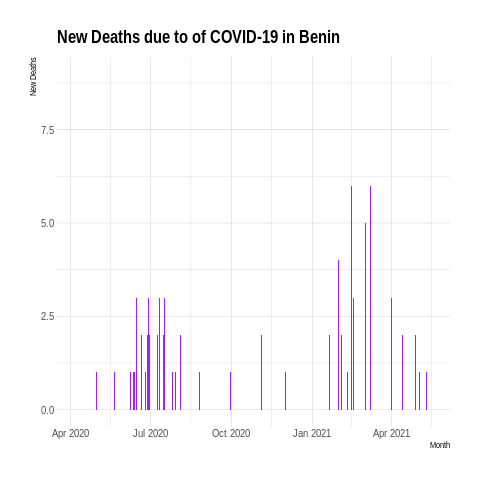 New Deaths due to of COVID-19 in Benin
New Deaths
7.5
5.0
2.5
0.0
Apr 2020 Jul 2020 Oct 2020 Jan 2021 Apr 2021
Month